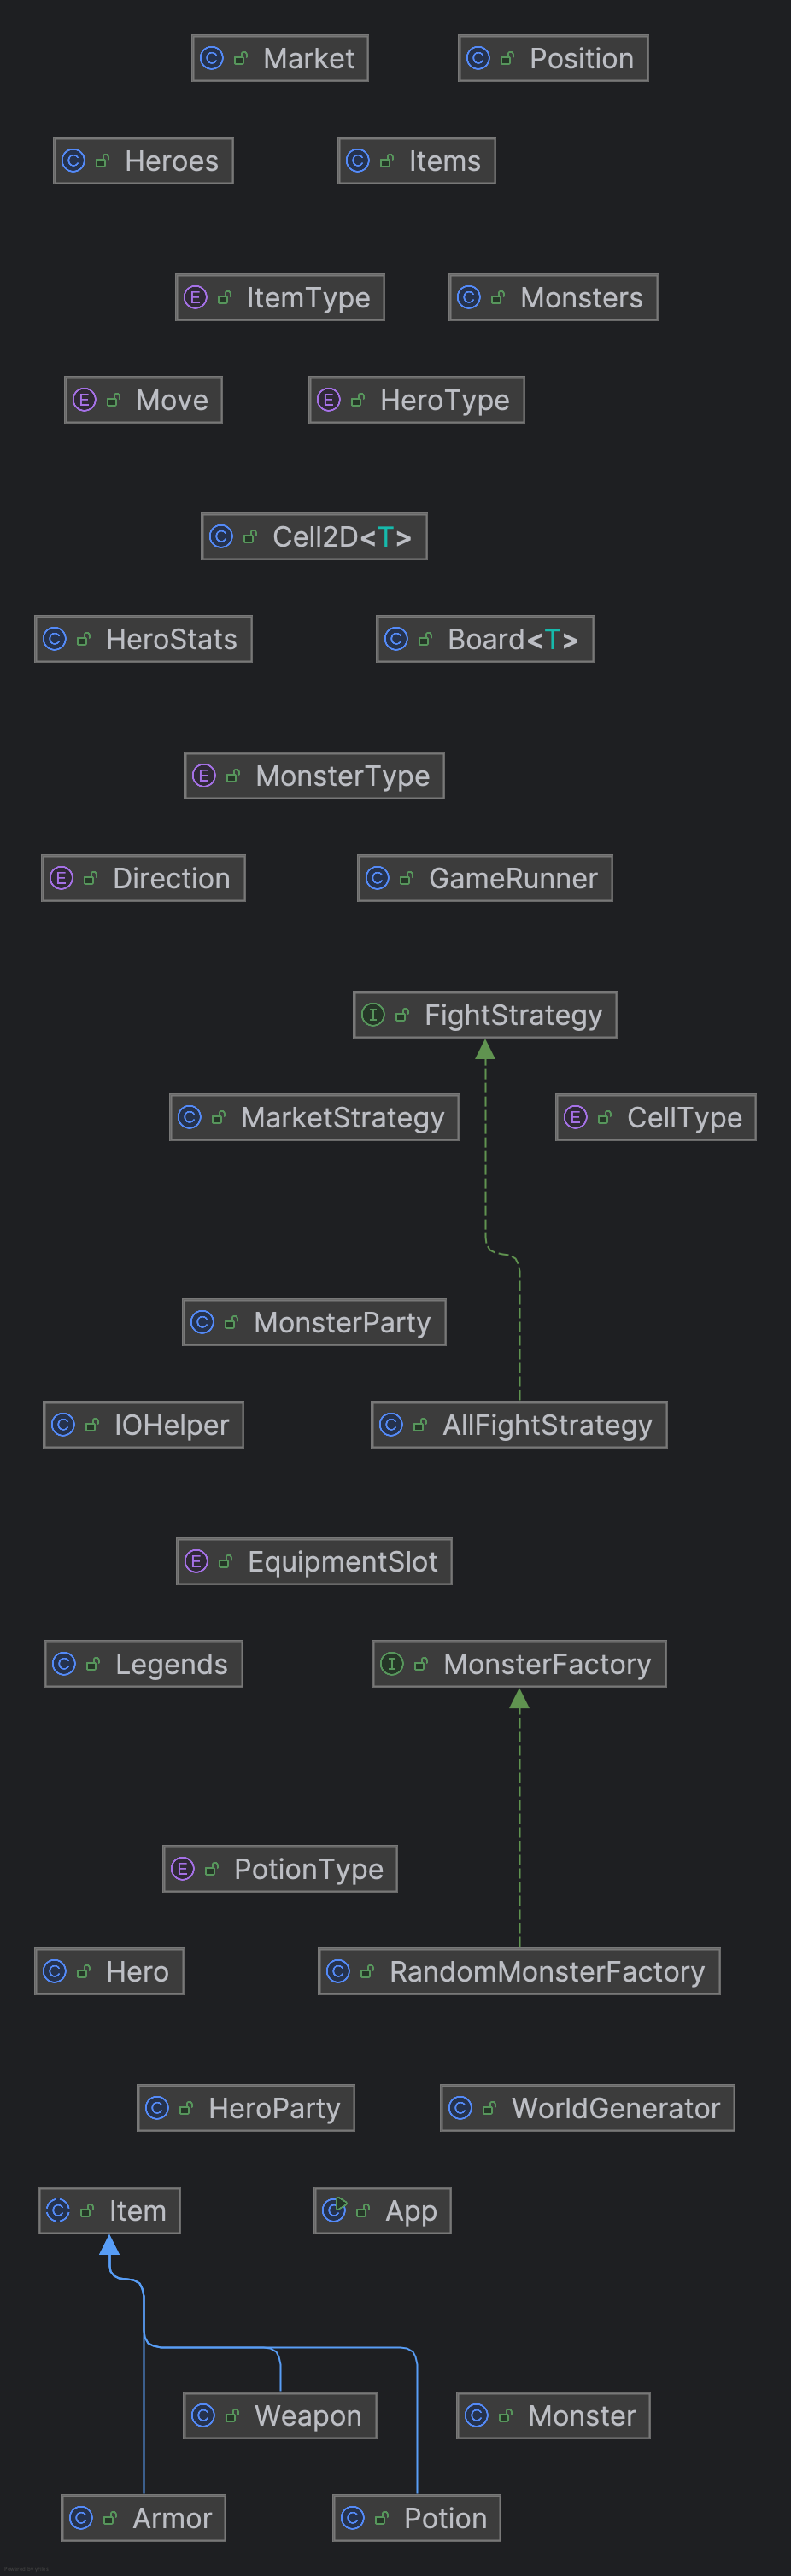 Market
Position
Heroes
Items
ItemType
Monsters
Move
HeroType
Cell2D<T>
HeroStats
Board<T>
MonsterType
Direction
GameRunner
FightStrategy
MarketStrategy
CellType
MonsterParty
IOHelper
AllFightStrategy
EquipmentSlot
Legends
MonsterFactory
PotionType
Hero
RandomMonsterFactory
HeroParty
WorldGenerator
Item
App
Weapon
Monster
Armor
Potion